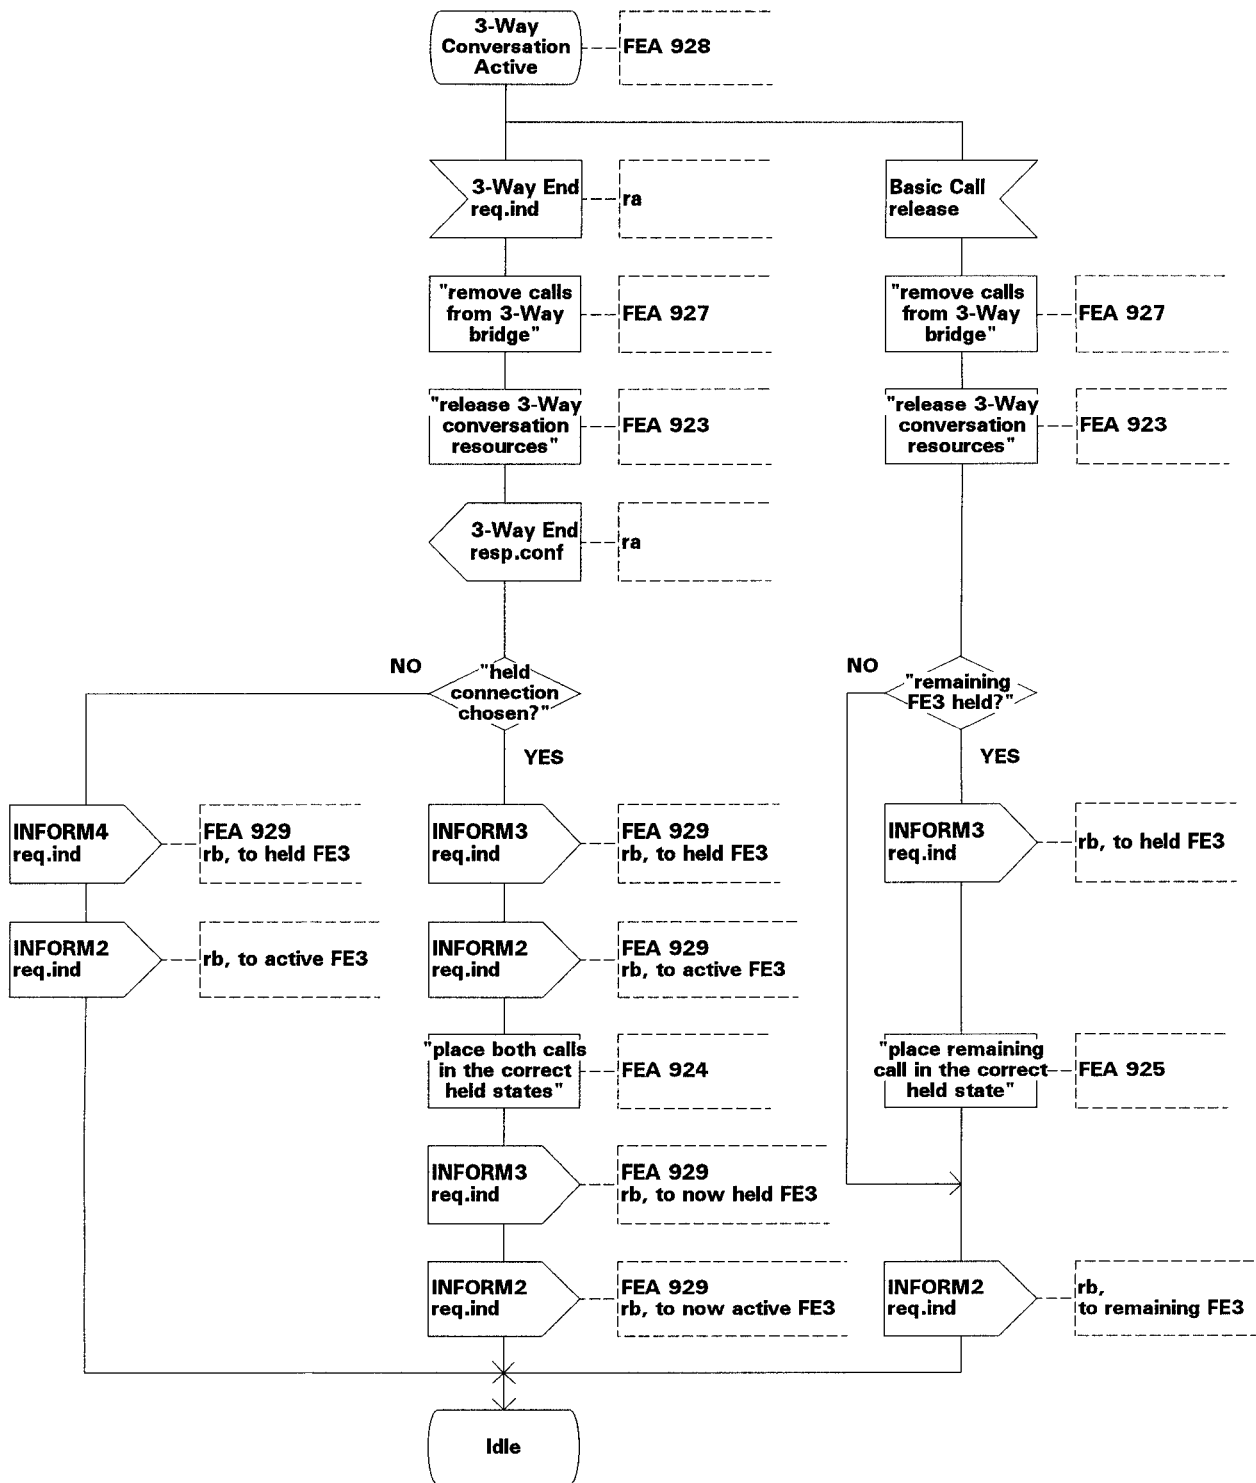 3-Way
Conversation
Active
FEA 928
3-Way End
req.ind
ra
Basic Call
release
"remove calls
from 3-Way
bridge"
FEA 927
"remove calls
from 3-Way
bridge"
FEA 927
"release 3-Way
conversation
resources"
FEA 923
"release 3-Way
conversation
resources"
FEA 923
3-Way End
resp.conf
ra
NO
"held
connection
chosen?"
YES
NO
"remaining
FE3 held?"
YES
INFORM4
req.ind
FEA 929
rb, to held FE3
INFORM3
req.ind
FEA 929
rb, to held FE3
INFORM3
req.ind
rb, to held FE3
INFORM2
req.ind
rb, to active FE3
INFORM2
req.ind
FEA 929
rb, to active FE3
"place both calls
in the correct
held states"
FEA 924
"place remaining
call in the correct
held state"
FEA 925
INFORM3
req.ind
FEA 929
rb, to now held FE3
INFORM2
req.ind
FEA 929
rb, to now active FE3
INFORM2
req.ind
rb,
to remaining FE3
Idle